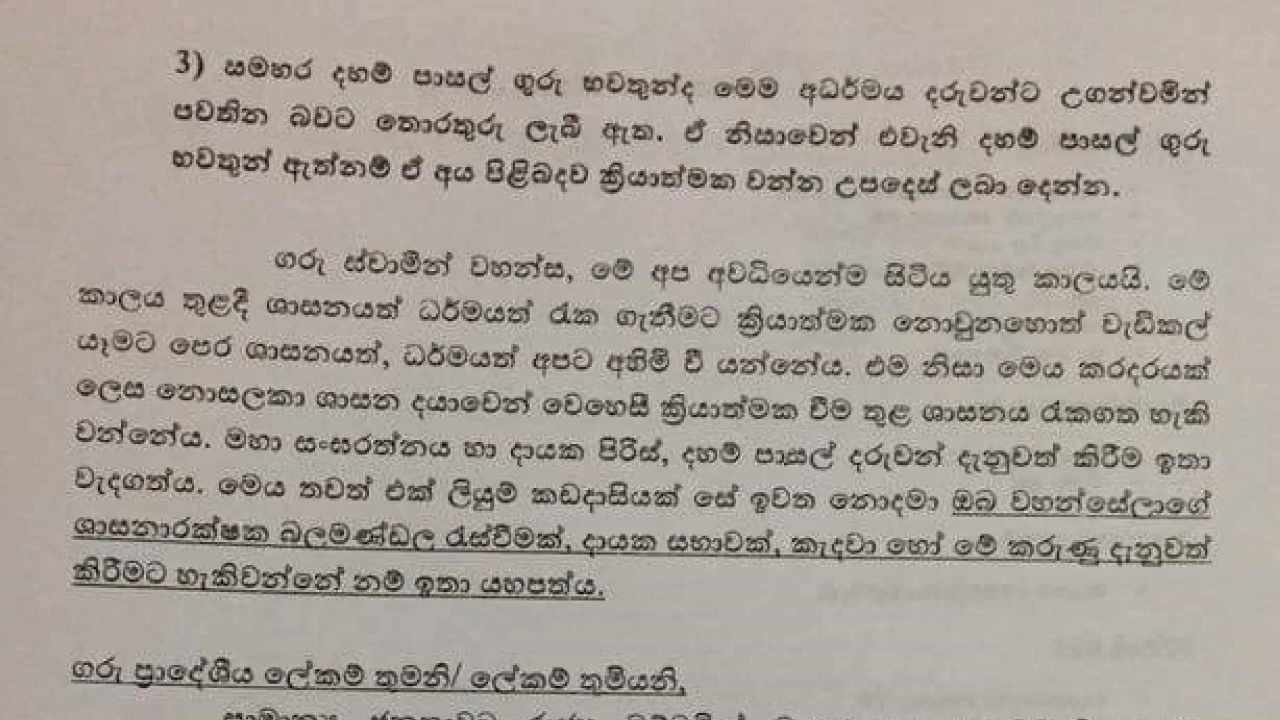 3) සමහර දහම් පාසල් ගුරු භවතුන්ද මෙම අධර්මය දරුවන්ට උගන්වමින්
පවතින බවට තොරතුරු ලැබී ඇත. ඒ නිසාවෙන් එවැනි දහම් පාසල් ගුරු
භවතුන් ඇත්නම් ඒ අය පිළිබදව ක්‍රියාත්මක වන්න උපදෙස් ලබා දෙන්න.
ගරු ස්වාමීන් වහන්ස, මේ අප අවධියෙන්ම සිටිය යුතු කාලයයි. මේ
කාලය තුළදී ශාසනයත් ධර්මයත් රැක ගැනීමට ක්‍රියාත්මක නොවුනහොත් වැඩිකල්
යෑමට පෙර ශාසනයත්, ධර්මයත් අපට අහිමි වී යන්නේය. එම නිසා මෙය කරදරයක්
ලෙස නොසලකා ශාසන දයාවෙන් වෙහෙසී ක්‍රියාත්මක වීම තුළ ශාසනය රැකගත හැකි
වන්නේය. මහා සංඝරත්නය හා දායක පිරිස්, දහම් පාසල් දරුවන් දැනුවත් කිරීම ඉතා
වැදගත්ය. මෙය තවත් එක් ලියුම් කඩදාසියක් සේ ඉවත නොදමා ඔබ වහන්සේලාගේ
ශාසනාරක්ෂක බලමණ්ඩල රැස්වීමක්, දායක සභාවක්, කැදවා හෝ මේ කරුණු දැනුවත්
කිරීමට හැකිවන්නේ නම් ඉතා යහපත්ය.
ගරු ප්‍රාදේශීය ලේකම් තුමනි/ ලේකම් තුමියනි,